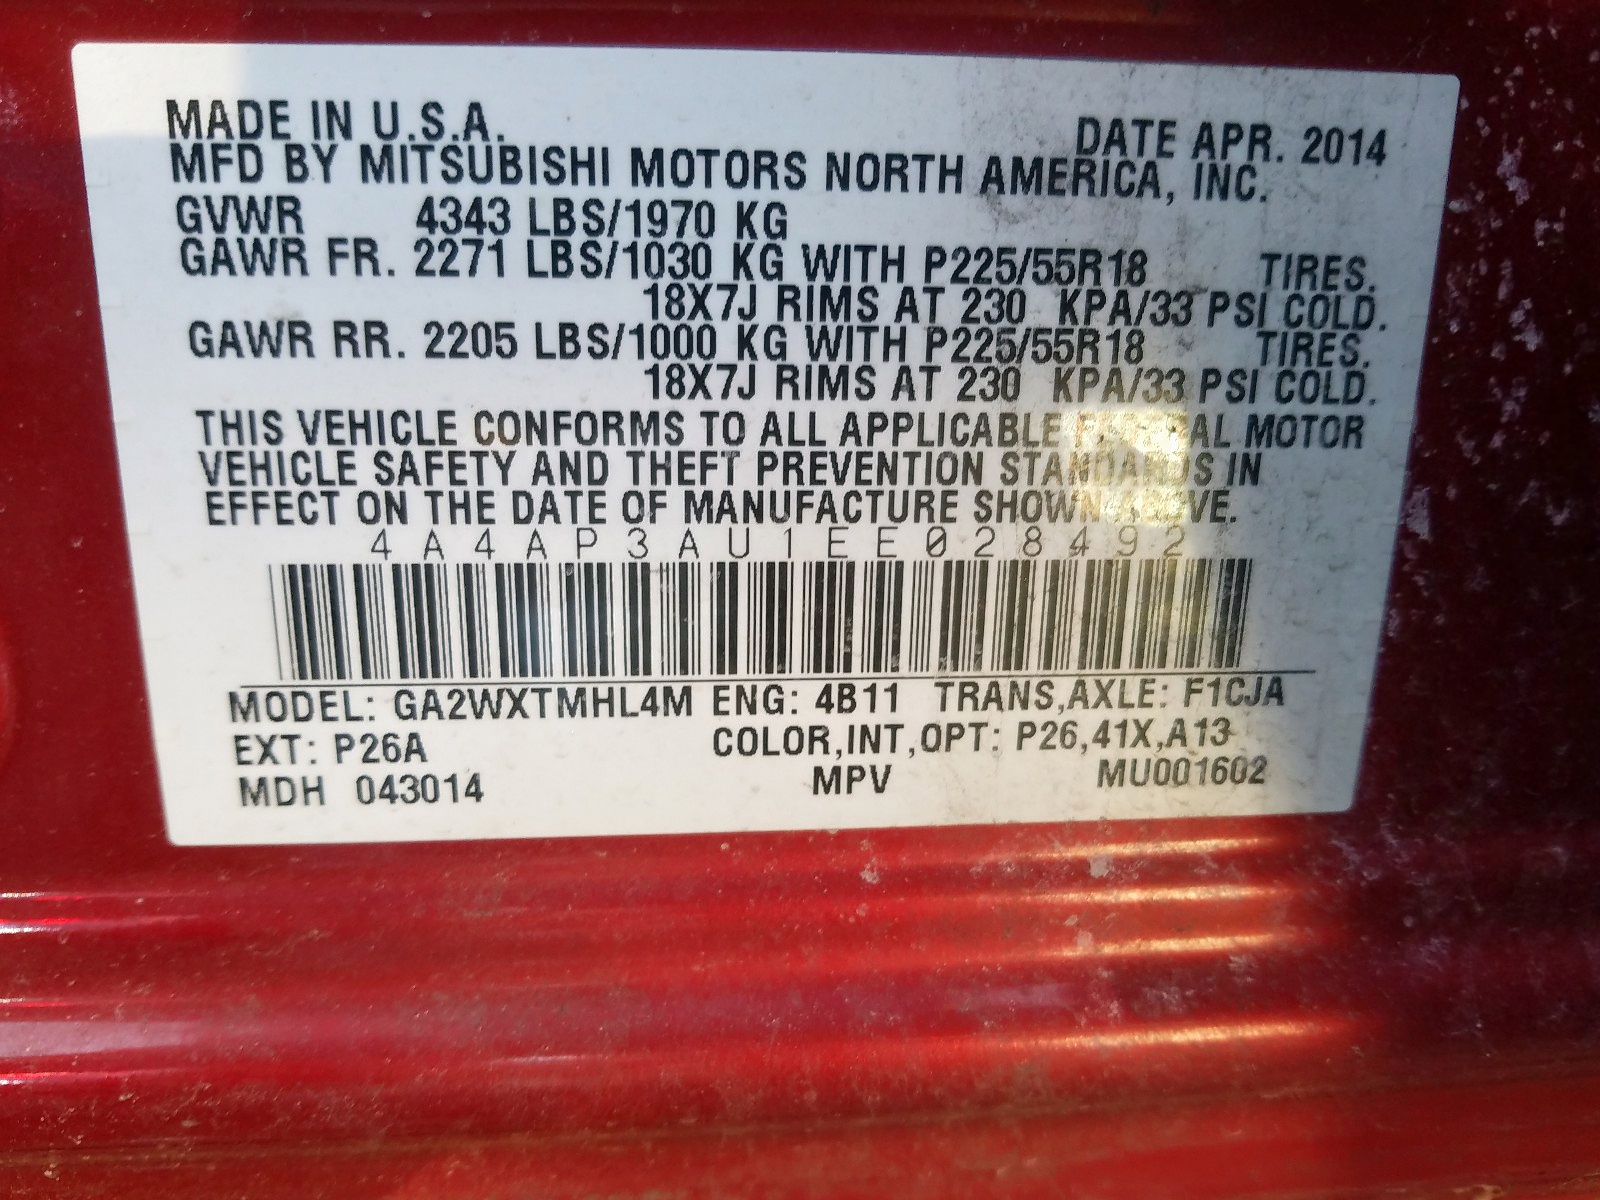 MADE IN U.S.A. DATE APR. 2014
MFD BY MITSUBISHI MOTORS NORTH AMERICA, INC.
GVWR 4343 LBS/1970 KG
GAWR FR. 2271 LBS/1030 KG WITH P225/55R18 TIRES.
18X7J RIMS AT 230 KPA/33 PSI COLD.
GAWR RR. 2205 LBS/1000 KG WITH P225/55R18 TIRES.
18X7J RIMS AT 230 KPA/33 PSI COLD.
THIS VEHICLE CONFORMS TO ALL APPLICABLE FEDERAL MOTOR
VEHICLE SAFETY AND THEFT PREVENTION STANDARDS IN
EFFECT ON THE DATE OF MANUFACTURE SHOWN ABOVE.
4A4AP3AU1EE028492
MODEL: GA2WXTMHL4M ENG: 4B11 TRANS,AXLE: F1CJA
EXT: P26A COLOR,INT,OPT: P26,41X,A13
MDH 043014 MPV MU001602